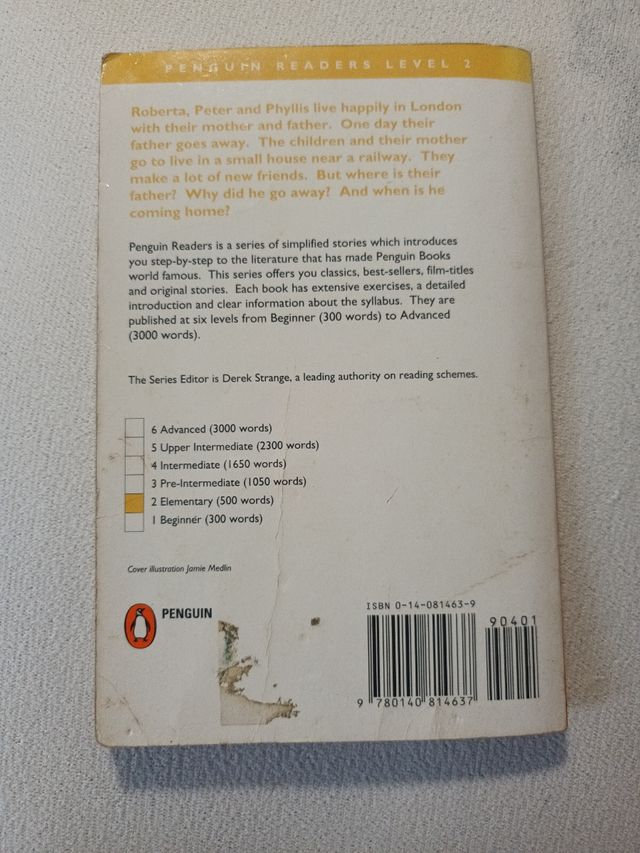 PENGUIN READERS LEVEL 2
Roberta, Peter and Phyllis live happily in London
with their mother and father. One day their
father goes away. The children and their mother
go to live in a small house near a railway. They
make a lot of new friends. But where is their
father? Why did he go away? And when is he
coming home?
Penguin Readers is a series of simplified stories which introduces
you step-by-step to the literature that has made Penguin Books
world famous. This series offers you classics, best-sellers, film-titles
and original stories. Each book has extensive exercises, a detailed
introduction and clear information about the syllabus. They are
published at six levels from Beginner (300 words) to Advanced
(3000 words).
The Series Editor is Derek Strange, a leading authority on reading schemes.
6 Advanced (3000 words)
5 Upper Intermediate (2300 words)
4 Intermediate (1650 words)
3 Pre-Intermediate (1050 words)
2 Elementary (500 words)
1 Beginner (300 words)
Cover illustration Jamie Medlin
PENGUIN
ISBN 0-14-081463-9
90401
9 780140 814637